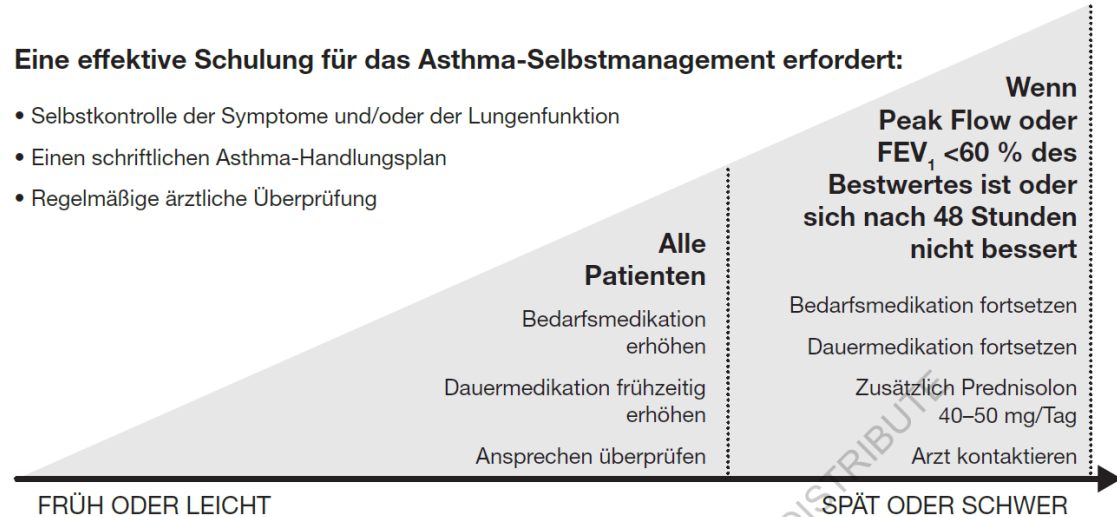 Eine effektive Schulung für das Asthma-Selbstmanagement erfordert:
• Selbstkontrolle der Symptome und/oder der Lungenfunktion
• Einen schriftlichen Asthma-Handlungsplan
• Regelmäßige ärztliche Überprüfung
Alle
Patienten
Bedarfsmedikation
erhöhen
Dauermedikation frühzeitig
erhöhen
Ansprechen überprüfen
Wenn
Peak Flow oder
FEV₁ <60 % des
Bestwertes ist oder
sich nach 48 Stunden
nicht bessert
Bedarfsmedikation fortsetzen
Dauermedikation fortsetzen
Zusätzlich Prednisolon
40–50 mg/Tag
Arzt kontaktieren
FRÜH ODER LEICHT
SPÄT ODER SCHWER
DISTRIBUTE